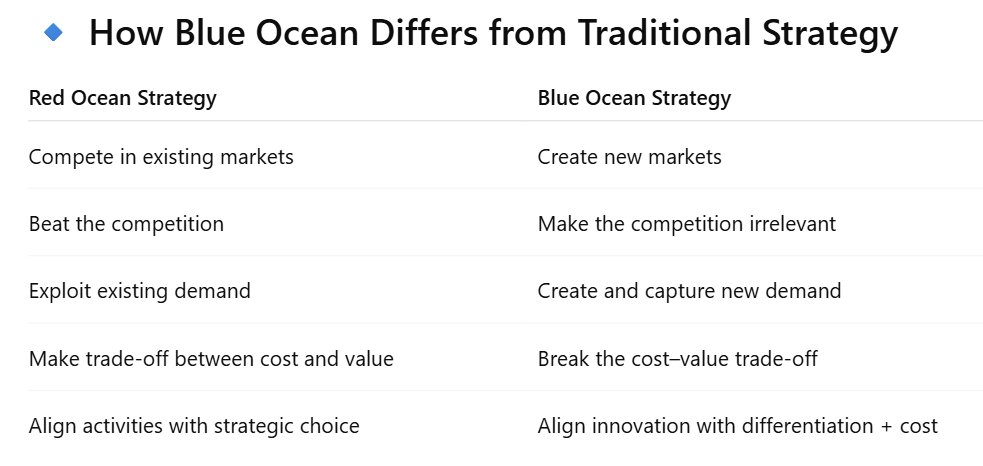 How Blue Ocean Differs from Traditional Strategy
Red Ocean Strategy Blue Ocean Strategy
Compete in existing markets Create new markets
Beat the competition Make the competition irrelevant
Exploit existing demand Create and capture new demand
Make trade-off between cost and value Break the cost–value trade-off
Align activities with strategic choice Align innovation with differentiation + cost